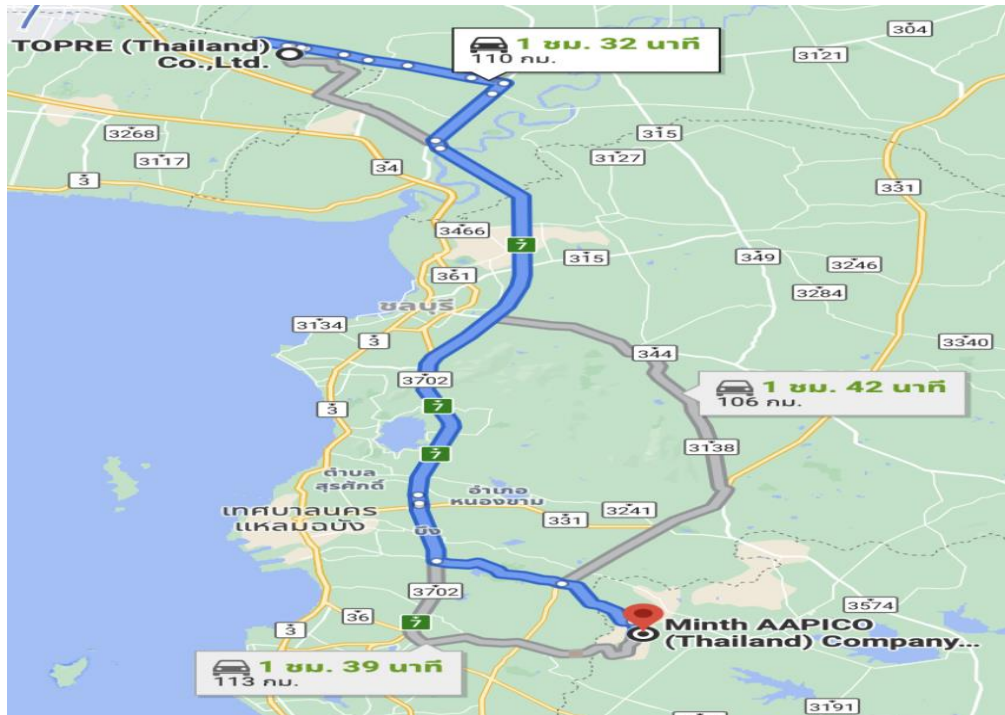 TOPRE (Thailand)
Co.,Ltd.
1 ชม. 32 นาที
110 กม.
304
3121
3268
3117
3
34
315
3127
331
3466
7
361
315
349
3246
3284
ชลบุรี
3134
3
344
3340
3702
7
1 ชม. 42 นาที
106 กม.
3
7
3138
ตำบล
สุรศักดิ์
อำเภอ
หนองขาม
เทศบาลนคร
แหลมฉบัง
331
3241
บึง
3702
36
7
3
3574
Minth AAPICO
(Thailand) Company...
1 ชม. 39 นาที
113 กม.
3191